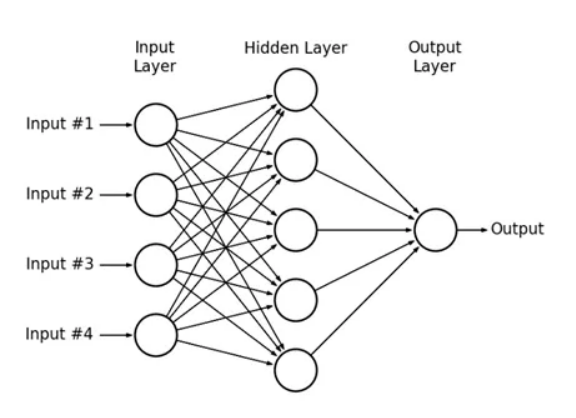 Input
Layer
Hidden Layer
Output
Layer
Input #1
Input #2
Input #3
Input #4
Output